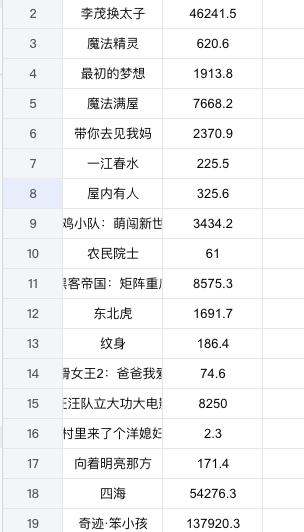 2 李茂换太子 46241.5
3 魔法精灵 620.6
4 最初的梦想 1913.8
5 魔法满屋 7668.2
6 带你去见我妈 2370.9
7 一江春水 225.5
8 屋内有人 325.6
9 鸡小队：萌闯新世 3434.2
10 农民院士 61
11 客帝国：矩阵重 8575.3
12 东北虎 1691.7
13 纹身 186.4
14 女王2：爸爸我 74.6
15 汪队立大功大电 8250
16 村里来了个洋媳妇 2.3
17 向着明亮那方 171.4
18 四海 54276.3
19 奇迹·笨小孩 137920.3